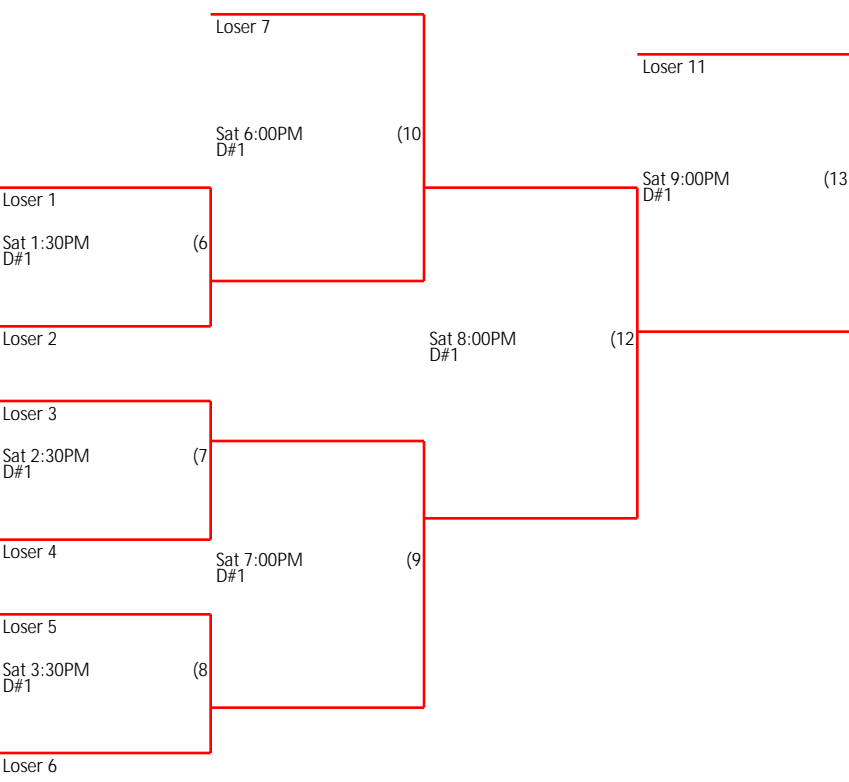 Loser 7
Loser 11
Sat 6:00PM (10
D#1
Sat 9:00PM (13
D#1
Loser 1
Sat 1:30PM (6
D#1
Loser 2
Sat 8:00PM (12
D#1
Loser 3
Sat 2:30PM (7
D#1
Loser 4
Sat 7:00PM (9
D#1
Loser 5
Sat 3:30PM (8
D#1
Loser 6